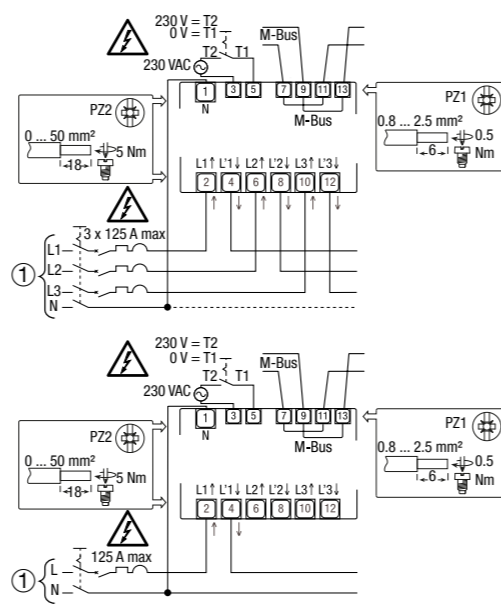 230 V = T2
0 V = T1
T2 T1
230 VAC
M-Bus
1 3 5 7 9 11 13
N
M-Bus
PZ2
0 ... 50 mm²
18
5 Nm
PZ1
0.8 ... 2.5 mm²
6
0.5 Nm
L1↑ L'1↓ L2↑ L'2↓ L3↑ L'3↓
2 4 6 8 10 12
3 x 125 A max
1
L1
L2
L3
N
230 V = T2
0 V = T1
T2 T1
230 VAC
M-Bus
1 3 5 7 9 11 13
N
M-Bus
PZ2
0 ... 50 mm²
18
5 Nm
PZ1
0.8 ... 2.5 mm²
6
0.5 Nm
L1↑ L'1↓ L2↑ L'2↓ L3↑ L'3↓
2 4 6 8 10 12
125 A max
1
L
N